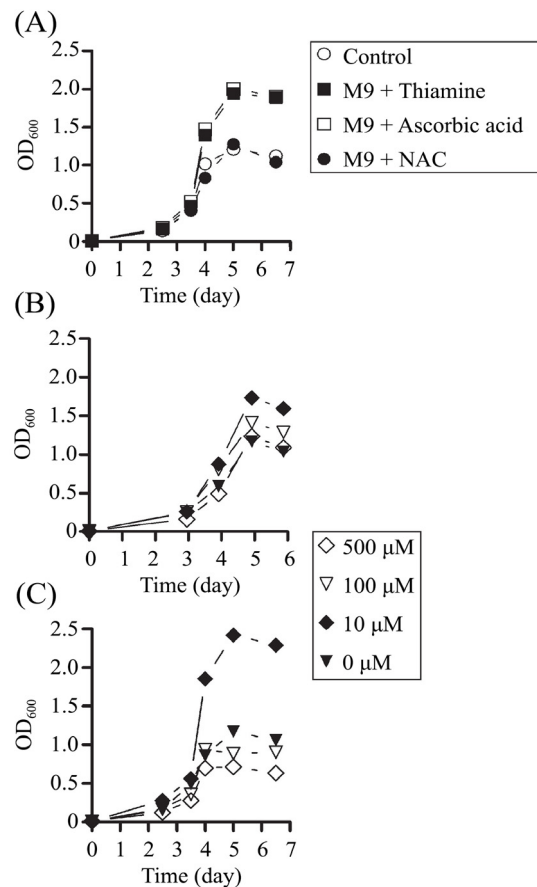 (A)
2.5
2.0
1.5
1.0
0.5
0
OD600
0 1 2 3 4 5 6 7
Time (day)
Control
M9 + Thiamine
M9 + Ascorbic acid
M9 + NAC
(B)
2.5
2.0
1.5
1.0
0.5
0
OD600
0 1 2 3 4 5 6
Time (day)
500 μM
100 μM
10 μM
0 μM
(C)
2.5
2.0
1.5
1.0
0.5
0
OD600
0 1 2 3 4 5 6 7
Time (day)